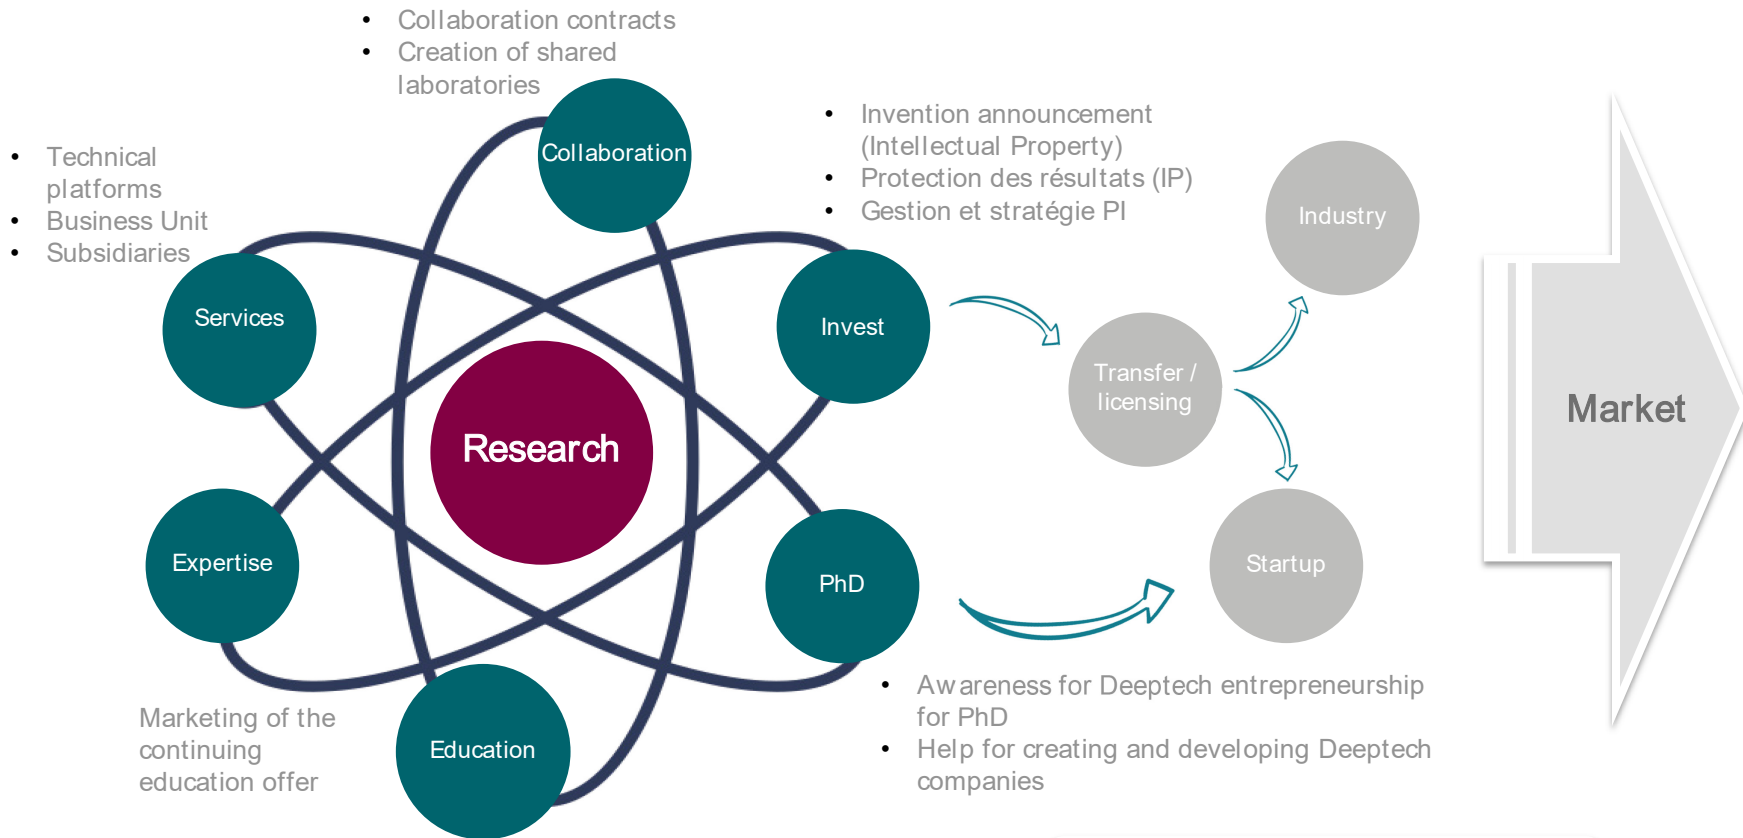 • Collaboration contracts
• Creation of shared
laboratories
• Technical
platforms
• Business Unit
• Subsidiaries
• Invention announcement
(Intellectual Property)
• Protection des résultats (IP)
• Gestion et stratégie PI
Collaboration
Services
Invest
Research
Expertise
PhD
Education
Industry
Transfer /
licensing
Startup
Market
Marketing of the
continuing
education offer
• Awareness for Deeptech entrepreneurship
for PhD
• Help for creating and developing Deeptech
companies